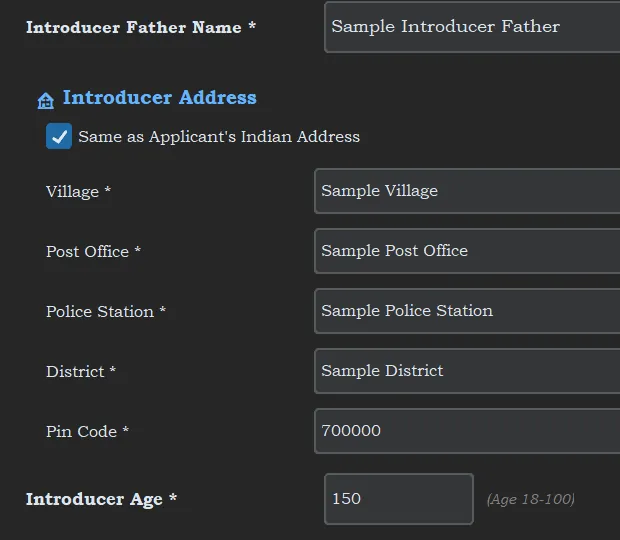 Introducer Father Name * Sample Introducer Father
Introducer Address
Same as Applicant's Indian Address
Village * Sample Village
Post Office * Sample Post Office
Police Station * Sample Police Station
District * Sample District
Pin Code * 700000
Introducer Age * 150 (Age 18-100)